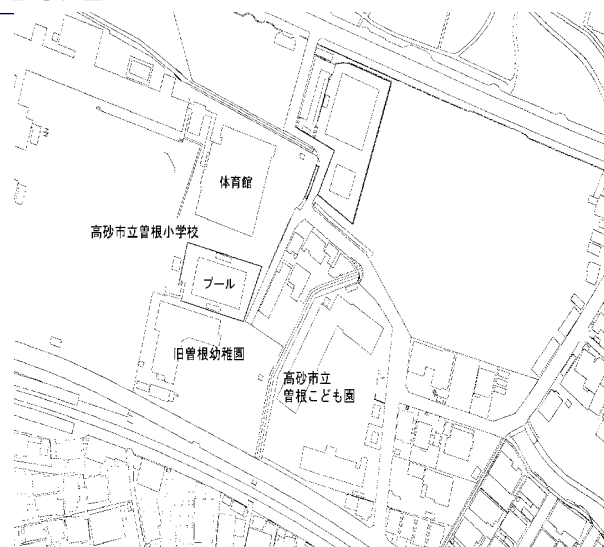 体育館
高砂市立曽根小学校
プール
旧曽根幼稚園
高砂市立
曽根こども園